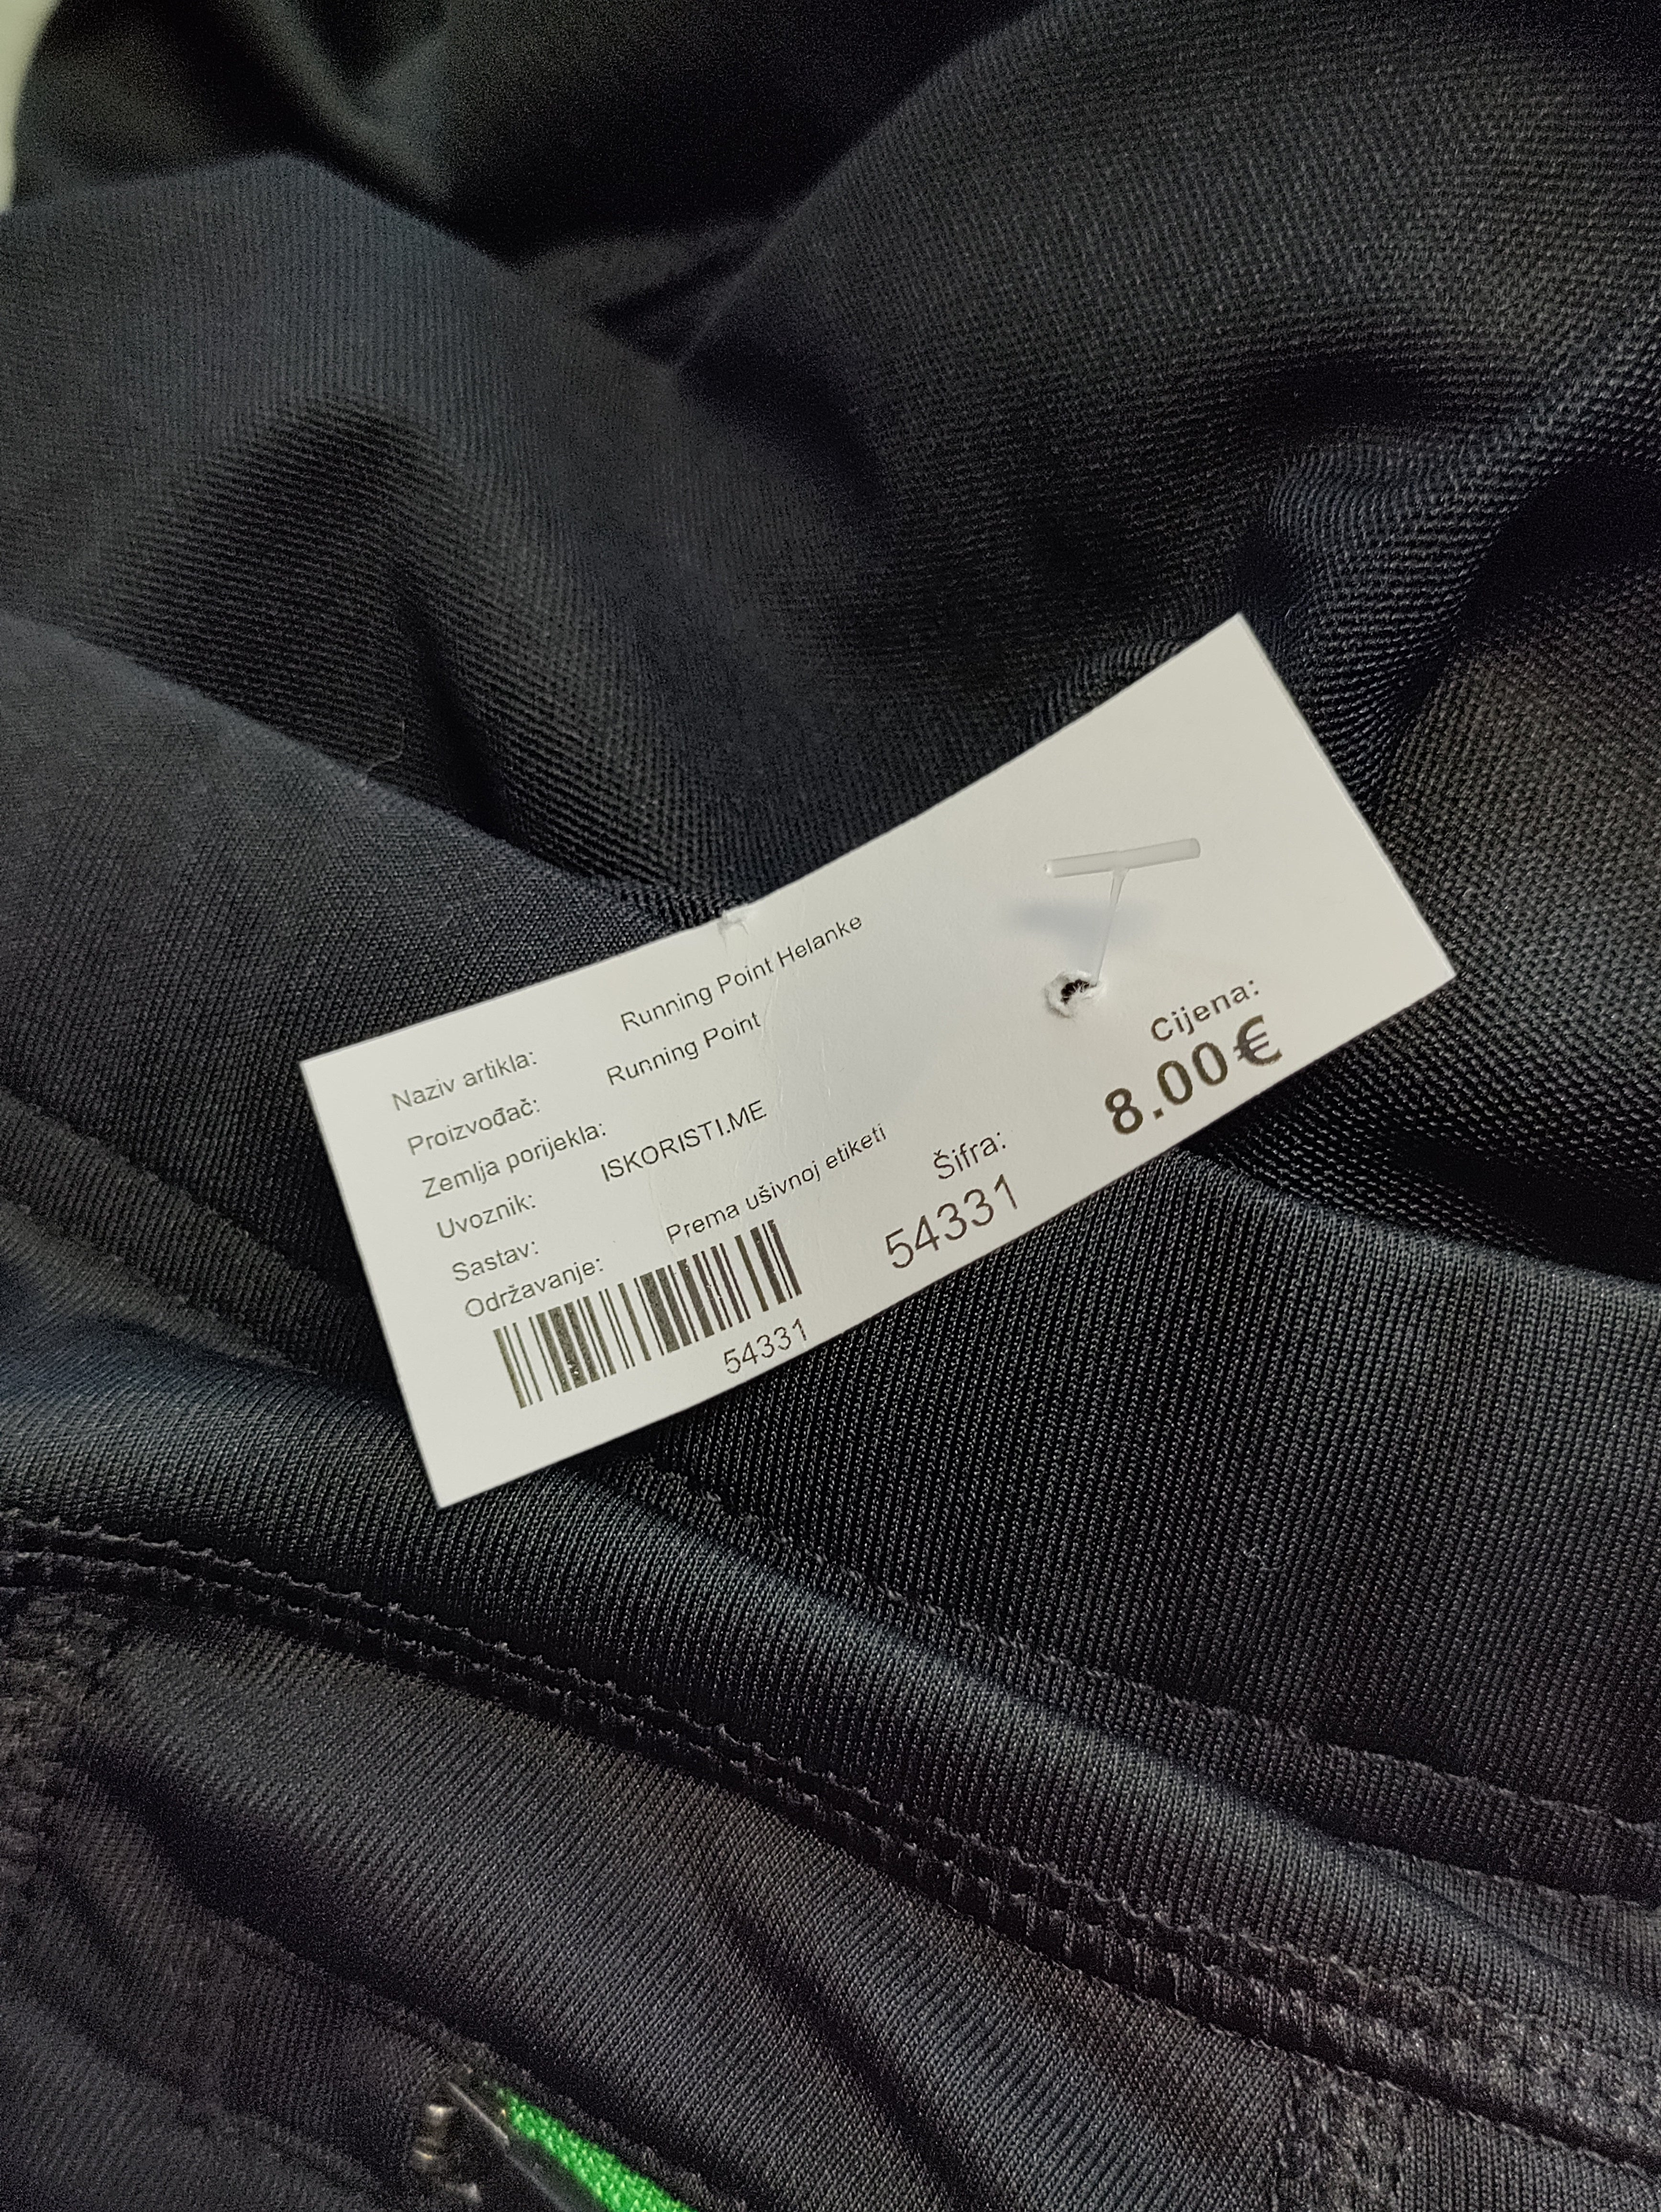 Naziv artikla: Running Point Helanke
Proizvođač: Running Point
Zemlja porijekla:
Uvoznik: ISKORISTI.ME
Sastav:
Održavanje: Prema ušivnoj etiketi
54331
Šifra:
54331
Cijena:
8.00€